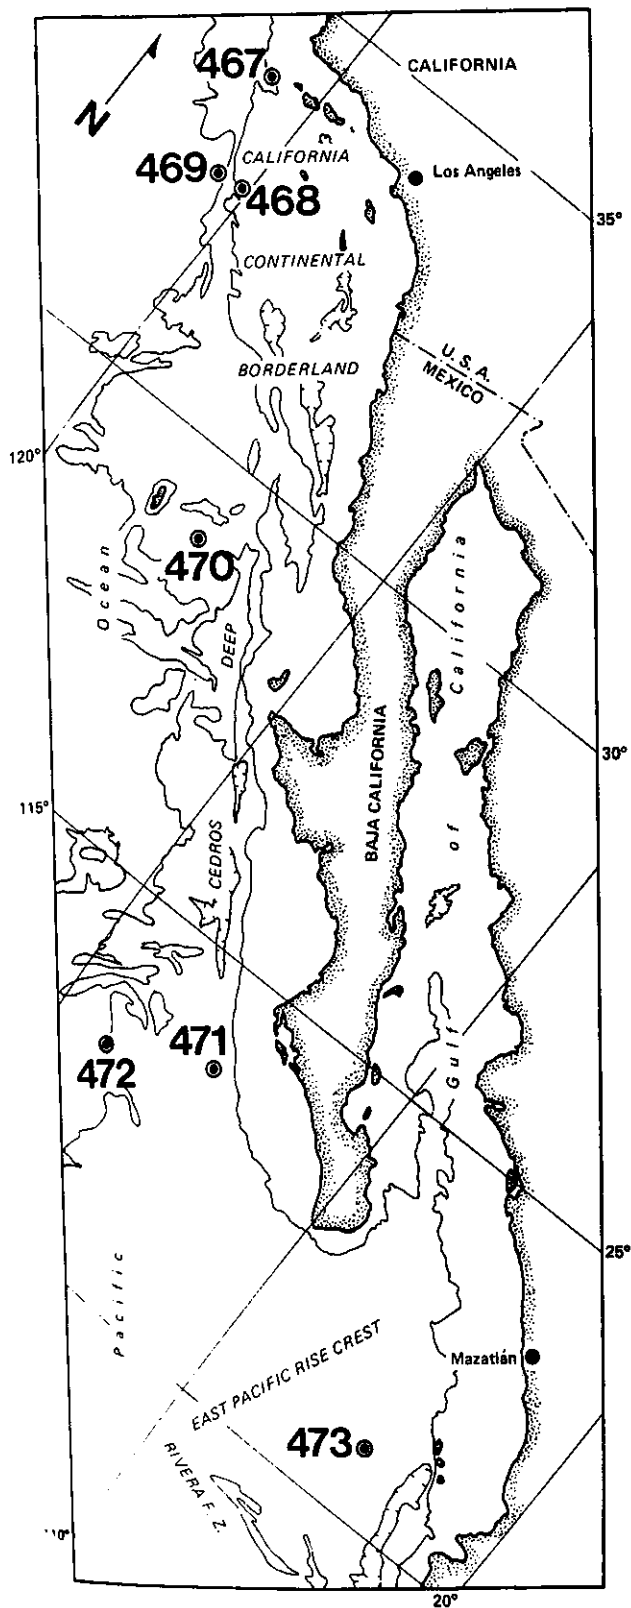 467
CALIFORNIA
N
469
CALIFORNIA
468
Los Angeles
35°
CONTINENTAL
U.S.A.
MEXICO
BORDERLAND
120°
470
Ocean
California
DEEP
30°
BAJA CALIFORNIA
115°
of
CEDROS
471
472
Gulf
25°
Pacific
EAST PACIFIC RISE CREST
Mazatlán
473
RIVERA F. Z.
110°
20°